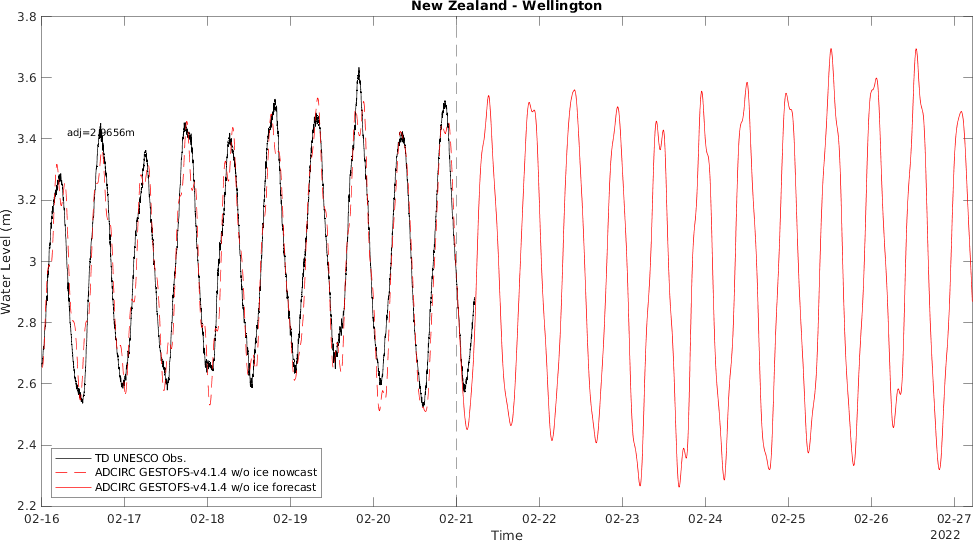 New Zealand - Wellington
Water Level (m)
3.8
3.6
3.4
3.2
3
2.8
2.6
2.4
2.2
TD UNESCO Obs.
ADCIRC GESTOFS-v4.1.4 w/o ice nowcast
ADCIRC GESTOFS-v4.1.4 w/o ice forecast
02-16 02-17 02-18 02-19 02-20 02-21 02-22 02-23 02-24 02-25 02-26 02-27
Time
2022